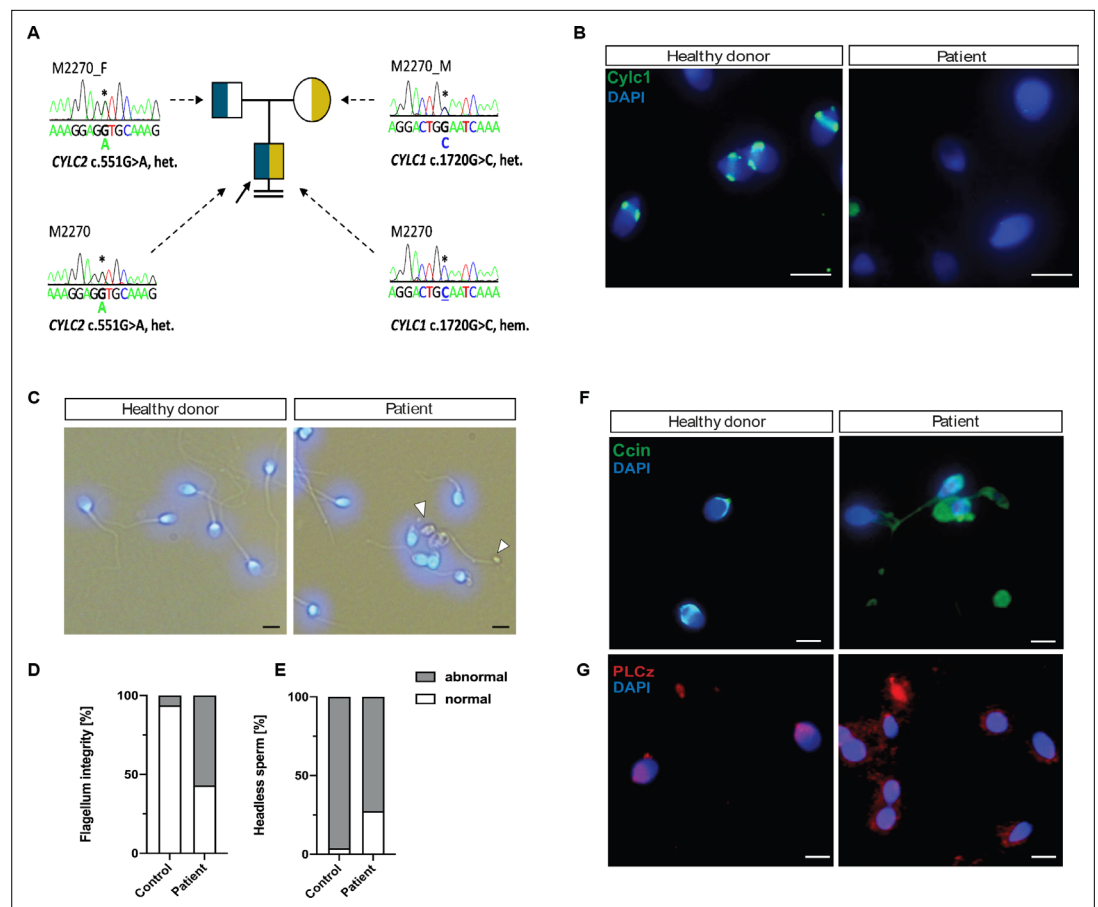 A
M2270_F
*
AAAGGAGGTGCAAAG
A
CYLC2 c.551G>A, het.
M2270_M
*
AGGACTGGAATCAAA
C
CYLC1 c.1720G>C, het.
M2270
*
AAAGGAGGTGCAAAG
A
CYLC2 c.551G>A, het.
M2270
*
AGGACTGCAATCAAA
CYLC1 c.1720G>C, hem.
B
Healthy donor
Patient
Cylc1
DAPI
C
Healthy donor
Patient
D
Flagellum integrity [%]
100
50
0
Control
Patient
E
Headless sperm [%]
100
50
0
Control
Patient
abnormal
normal
F
Healthy donor
Patient
Ccin
DAPI
G
PLCz
DAPI